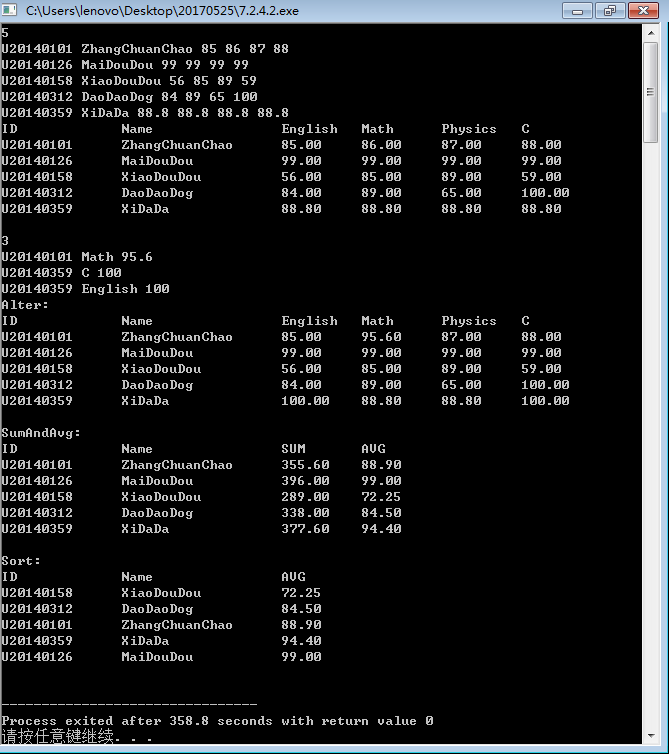 C:\Users\lenovo\Desktop\20170525\7.2.4.2.exe
5
U20140101 ZhangChuanChao 85 86 87 88
U20140126 MaiDouDou 99 99 99 99
U20140158 XiaoDouDou 56 85 89 59
U20140312 DaoDaoDog 84 89 65 100
U20140359 XiDaDa 88.8 88.8 88.8 88.8
ID Name English Math Physics C
U20140101 ZhangChuanChao 85.00 86.00 87.00 88.00
U20140126 MaiDouDou 99.00 99.00 99.00 99.00
U20140158 XiaoDouDou 56.00 85.00 89.00 59.00
U20140312 DaoDaoDog 84.00 89.00 65.00 100.00
U20140359 XiDaDa 88.80 88.80 88.80 88.80
3
U20140101 Math 95.6
U20140359 C 100
U20140359 English 100
Alter:
ID Name English Math Physics C
U20140101 ZhangChuanChao 85.00 95.60 87.00 88.00
U20140126 MaiDouDou 99.00 99.00 99.00 99.00
U20140158 XiaoDouDou 56.00 85.00 89.00 59.00
U20140312 DaoDaoDog 84.00 89.00 65.00 100.00
U20140359 XiDaDa 100.00 88.80 88.80 100.00
SumAndAvg:
ID Name SUM AVG
U20140101 ZhangChuanChao 355.60 88.90
U20140126 MaiDouDou 396.00 99.00
U20140158 XiaoDouDou 289.00 72.25
U20140312 DaoDaoDog 338.00 84.50
U20140359 XiDaDa 377.60 94.40
Sort:
ID Name AVG
U20140158 XiaoDouDou 72.25
U20140312 DaoDaoDog 84.50
U20140101 ZhangChuanChao 88.90
U20140359 XiDaDa 94.40
U20140126 MaiDouDou 99.00
--------------------------------
Process exited after 358.8 seconds with return value 0
请按任意键继续. . .